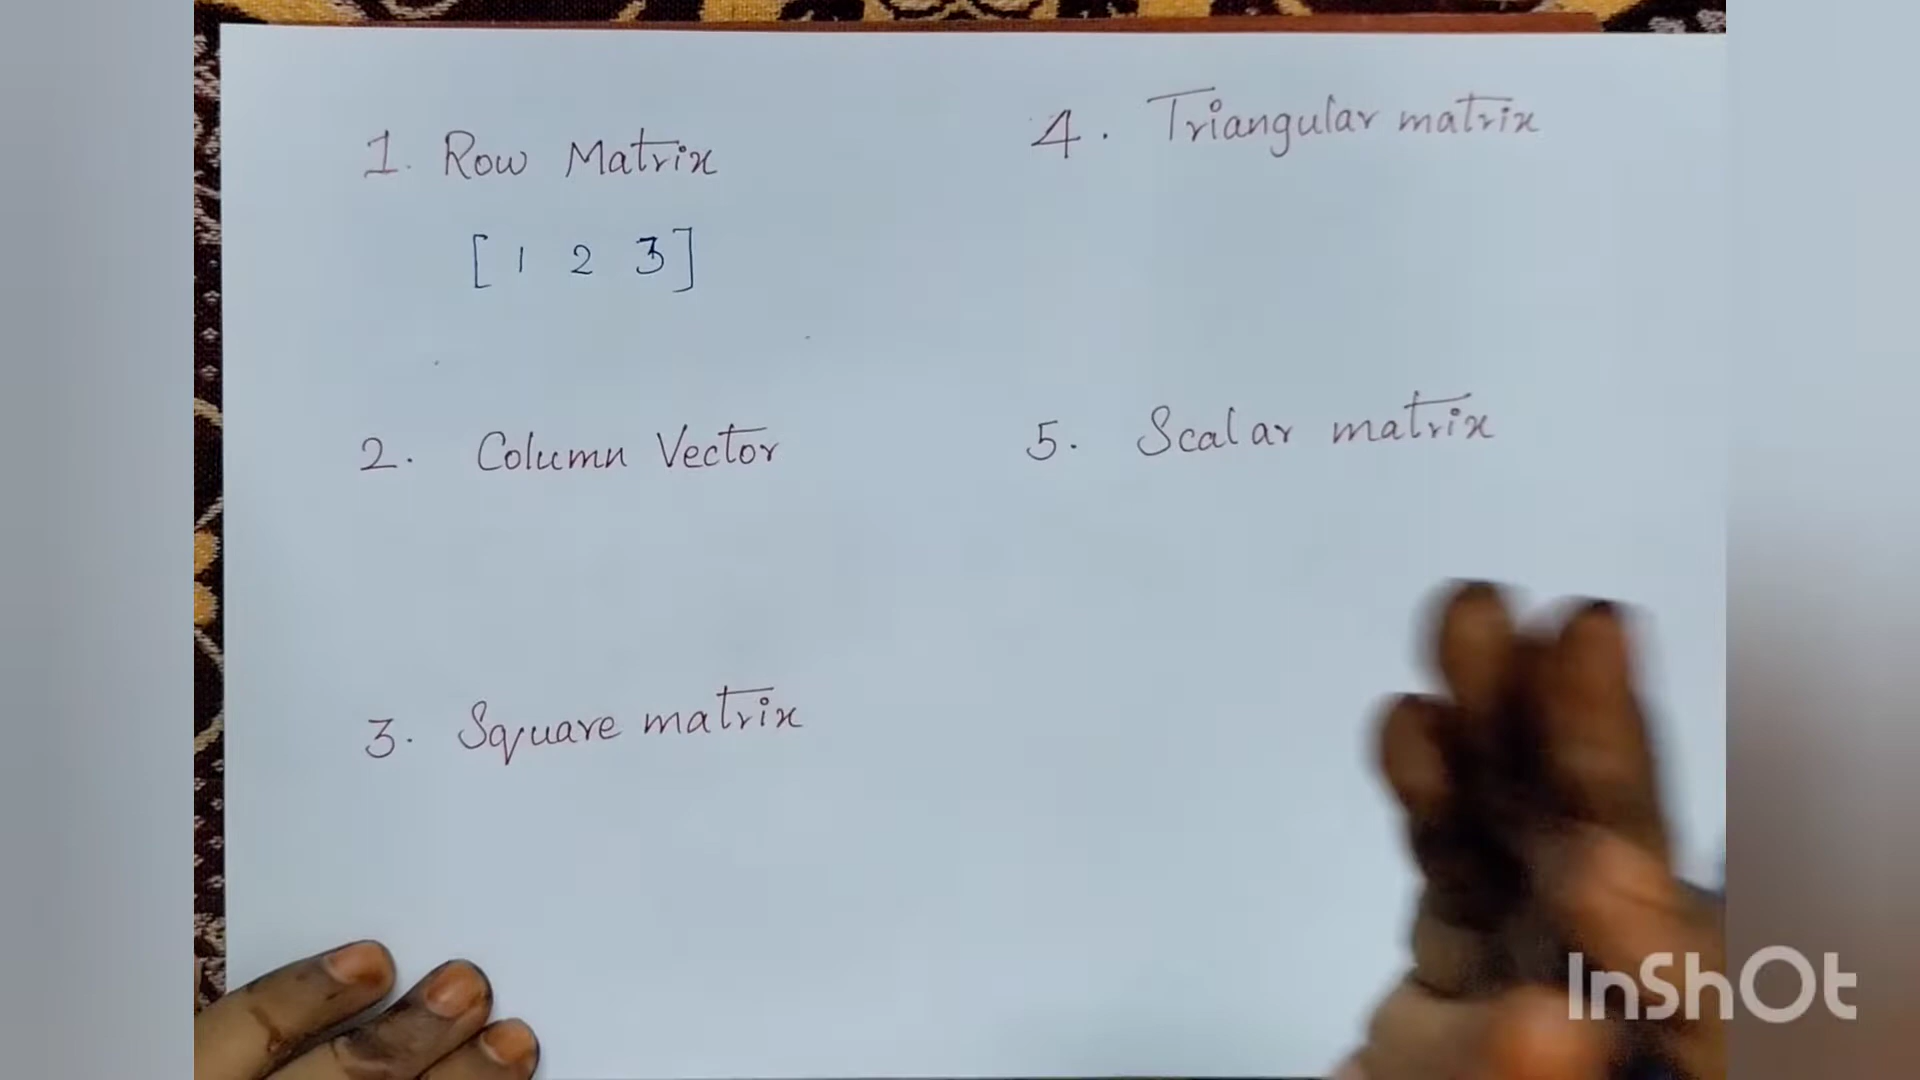 1. Row Matrix
[ 1 2 3 ]
2. Column Vector
3. Square matrix
4. Triangular matrix
5. Scalar matrix
InShOt